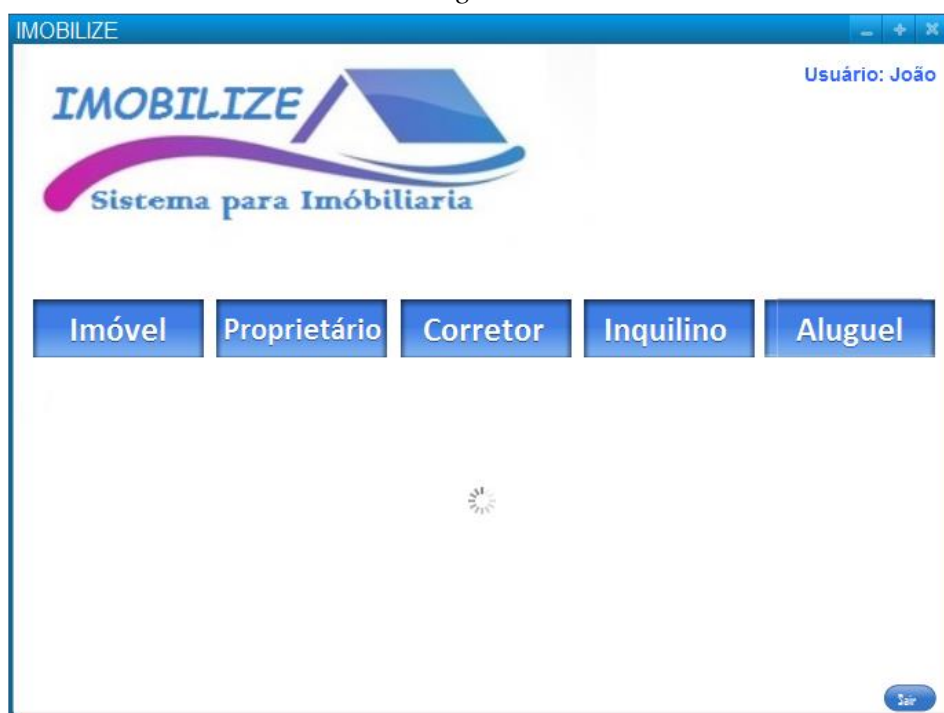 IMOBILIZE
Usuário: João
IMOBILIZE
Sistema para Imóbiliaria
Imóvel Proprietário Corretor Inquilino Aluguel
Sair